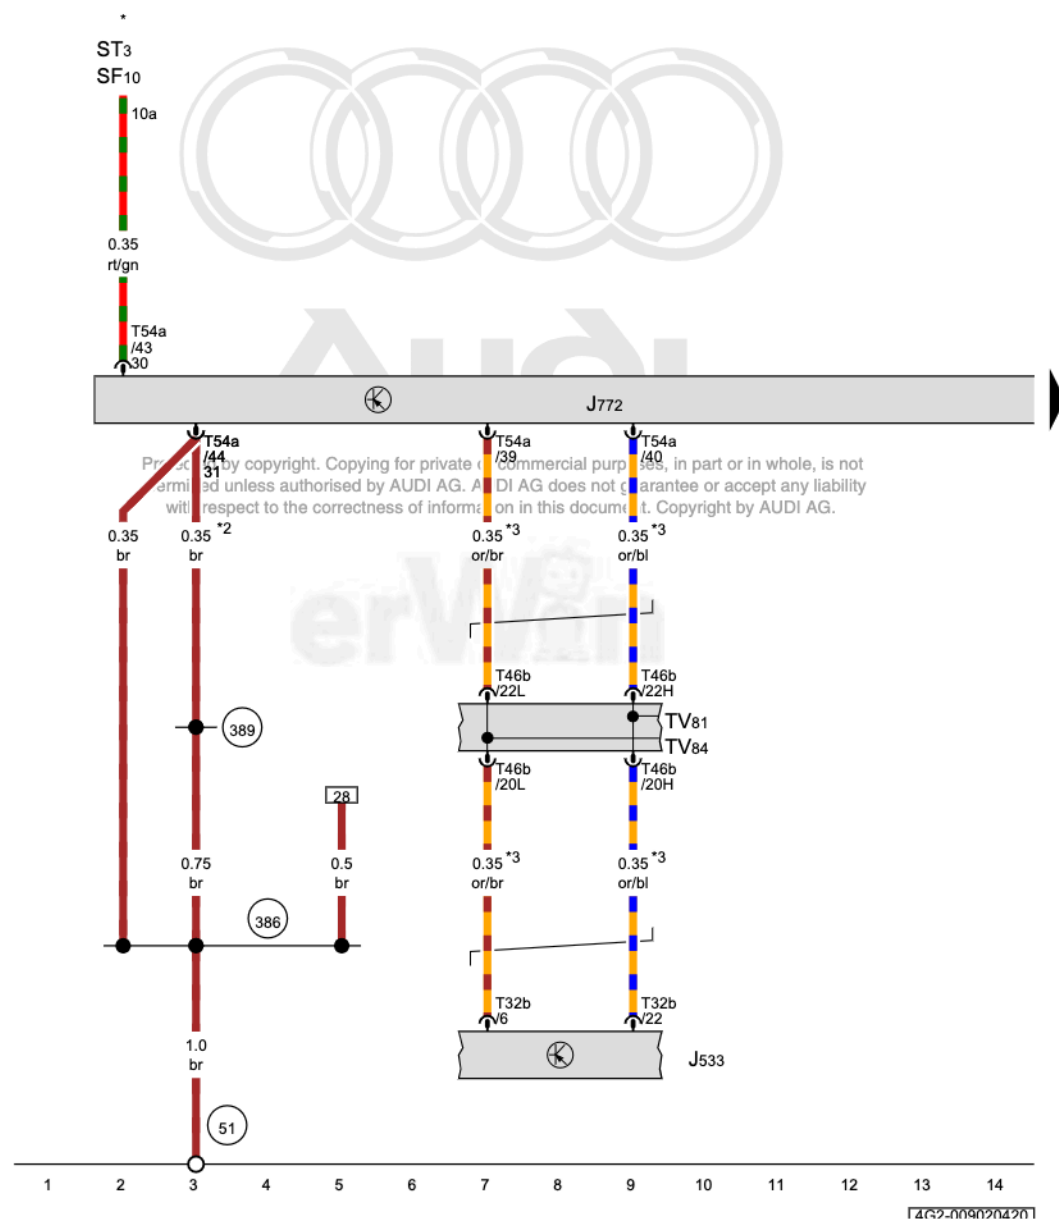 *
ST3
SF10
10a
0.35
rt/gn
T54a
/43
30
Audi
J772
T54a
/44
31
T54a
/39
T54a
/40
Protected by copyright. Copying for private or commercial purposes, in part or in whole, is not
permitted unless authorised by AUDI AG. AUDI AG does not guarantee or accept any liability
with respect to the correctness of information in this document. Copyright by AUDI AG.
0.35
br
0.35 *2
br
0.35 *3
or/br
0.35 *3
or/bl
erWin
T46b
/22L
T46b
/22H
389
TV81
TV84
T46b
/20L
T46b
/20H
28
0.75
br
0.5
br
0.35 *3
or/br
0.35 *3
or/bl
386
T32b
/6
T32b
/22
1.0
br
J533
51
1 2 3 4 5 6 7 8 9 10 11 12 13 14
4G2-009020420